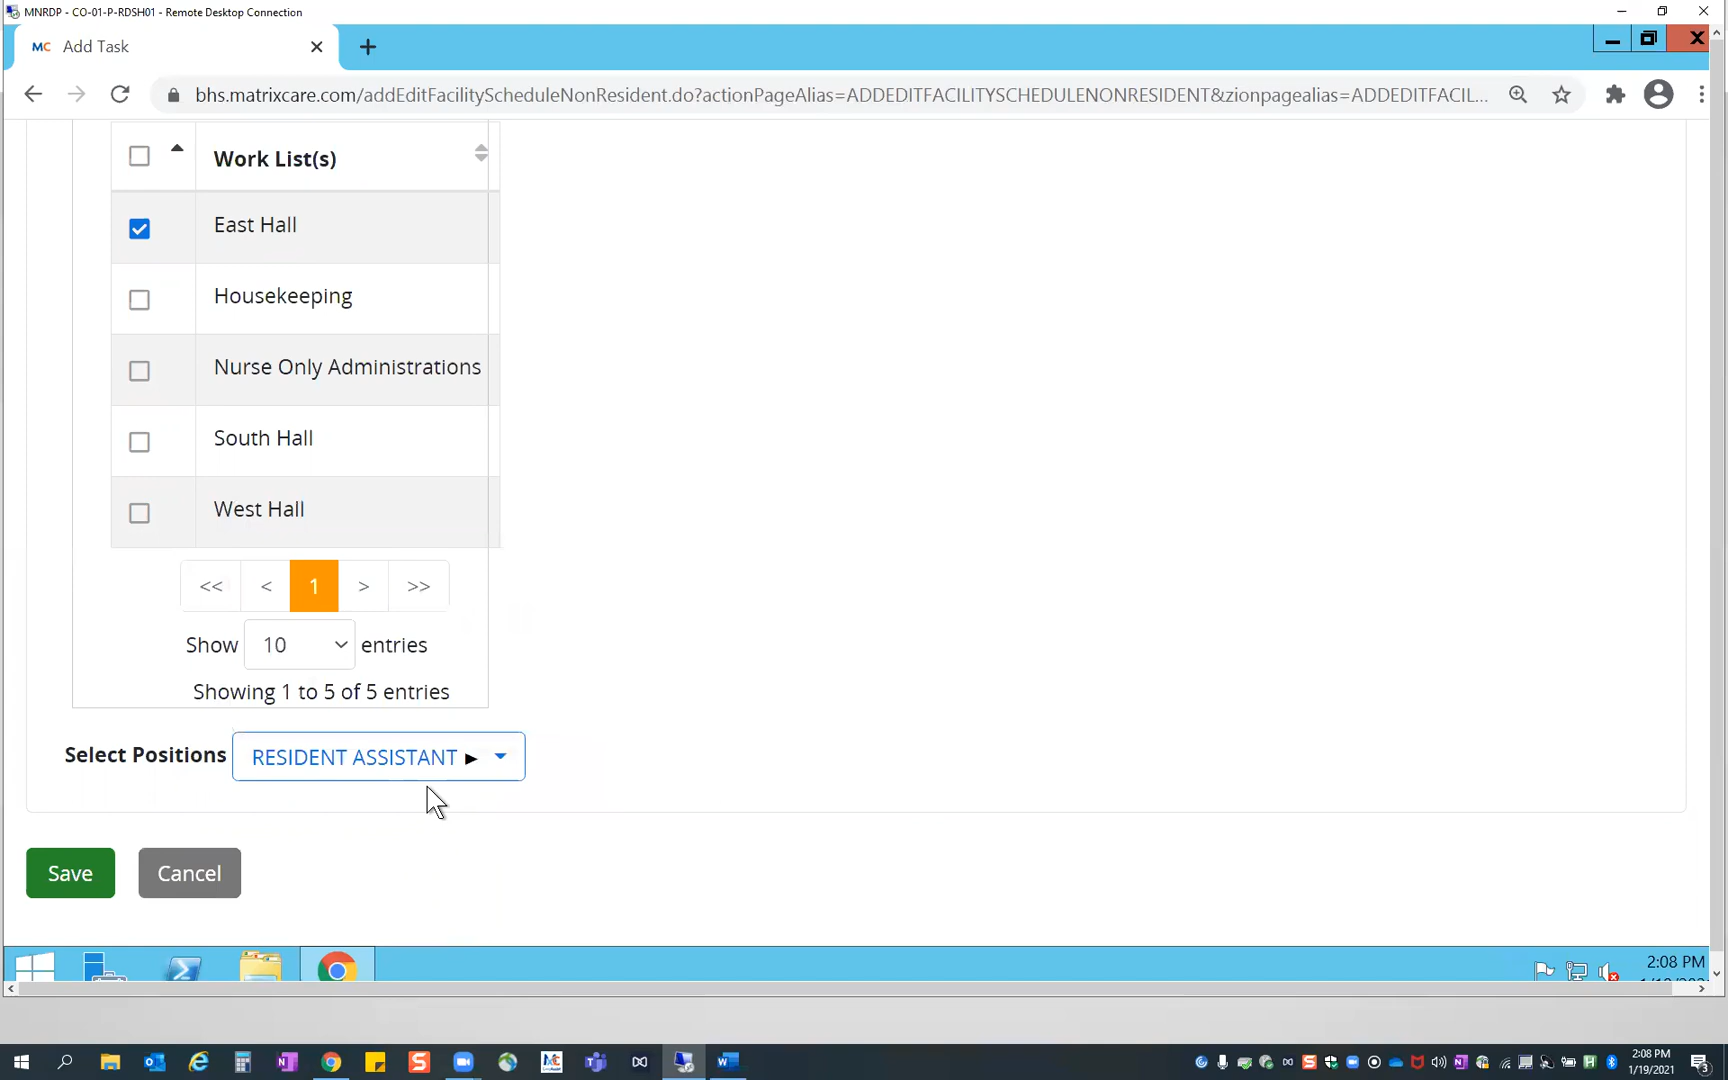 MNRDP - CO-01-P-RDSH01 - Remote Desktop Connection
MC Add Task
bhs.matrixcare.com/addEditFacilityScheduleNonResident.do?actionPageAlias=ADDEDITFACILITYSCHEDULENONRESIDENT&zionpagealias=ADDEDITFACIL...
Work List(s)
East Hall
Housekeeping
Nurse Only Administrations
South Hall
West Hall
<< < 1 > >>
Show 10 entries
Showing 1 to 5 of 5 entries
Select Positions RESIDENT ASSISTANT
Save Cancel
2:08 PM
2:08 PM
1/19/2021